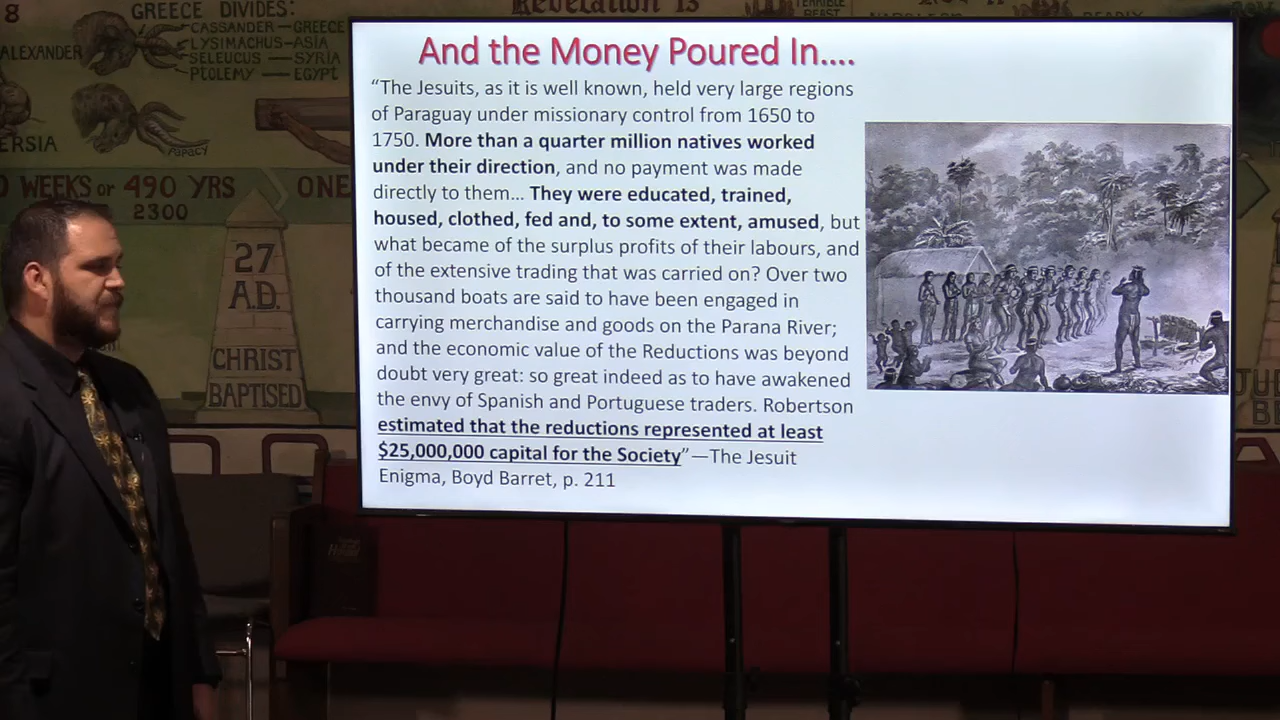 8
GREECE DIVIDES:
CASSANDER—GREECE
LYSIMACHUS—ASIA
SELEUCUS — SYRIA
PTOLEMY — EGYPT
ALEXANDER
ERSIA
PAPACY
Revelation 13
TERRIBLE
BEAST
0 WEEKS or 490 YRS
2300
ONE
27
A.D.
CHRIST
BAPTISED
And the Money Poured In....
“The Jesuits, as it is well known, held very large regions
of Paraguay under missionary control from 1650 to
1750. More than a quarter million natives worked
under their direction, and no payment was made
directly to them... They were educated, trained,
housed, clothed, fed and, to some extent, amused, but
what became of the surplus profits of their labours, and
of the extensive trading that was carried on? Over two
thousand boats are said to have been engaged in
carrying merchandise and goods on the Parana River;
and the economic value of the Reductions was beyond
doubt very great: so great indeed as to have awakened
the envy of Spanish and Portuguese traders. Robertson
estimated that the reductions represented at least
$25,000,000 capital for the Society”—The Jesuit
Enigma, Boyd Barret, p. 211